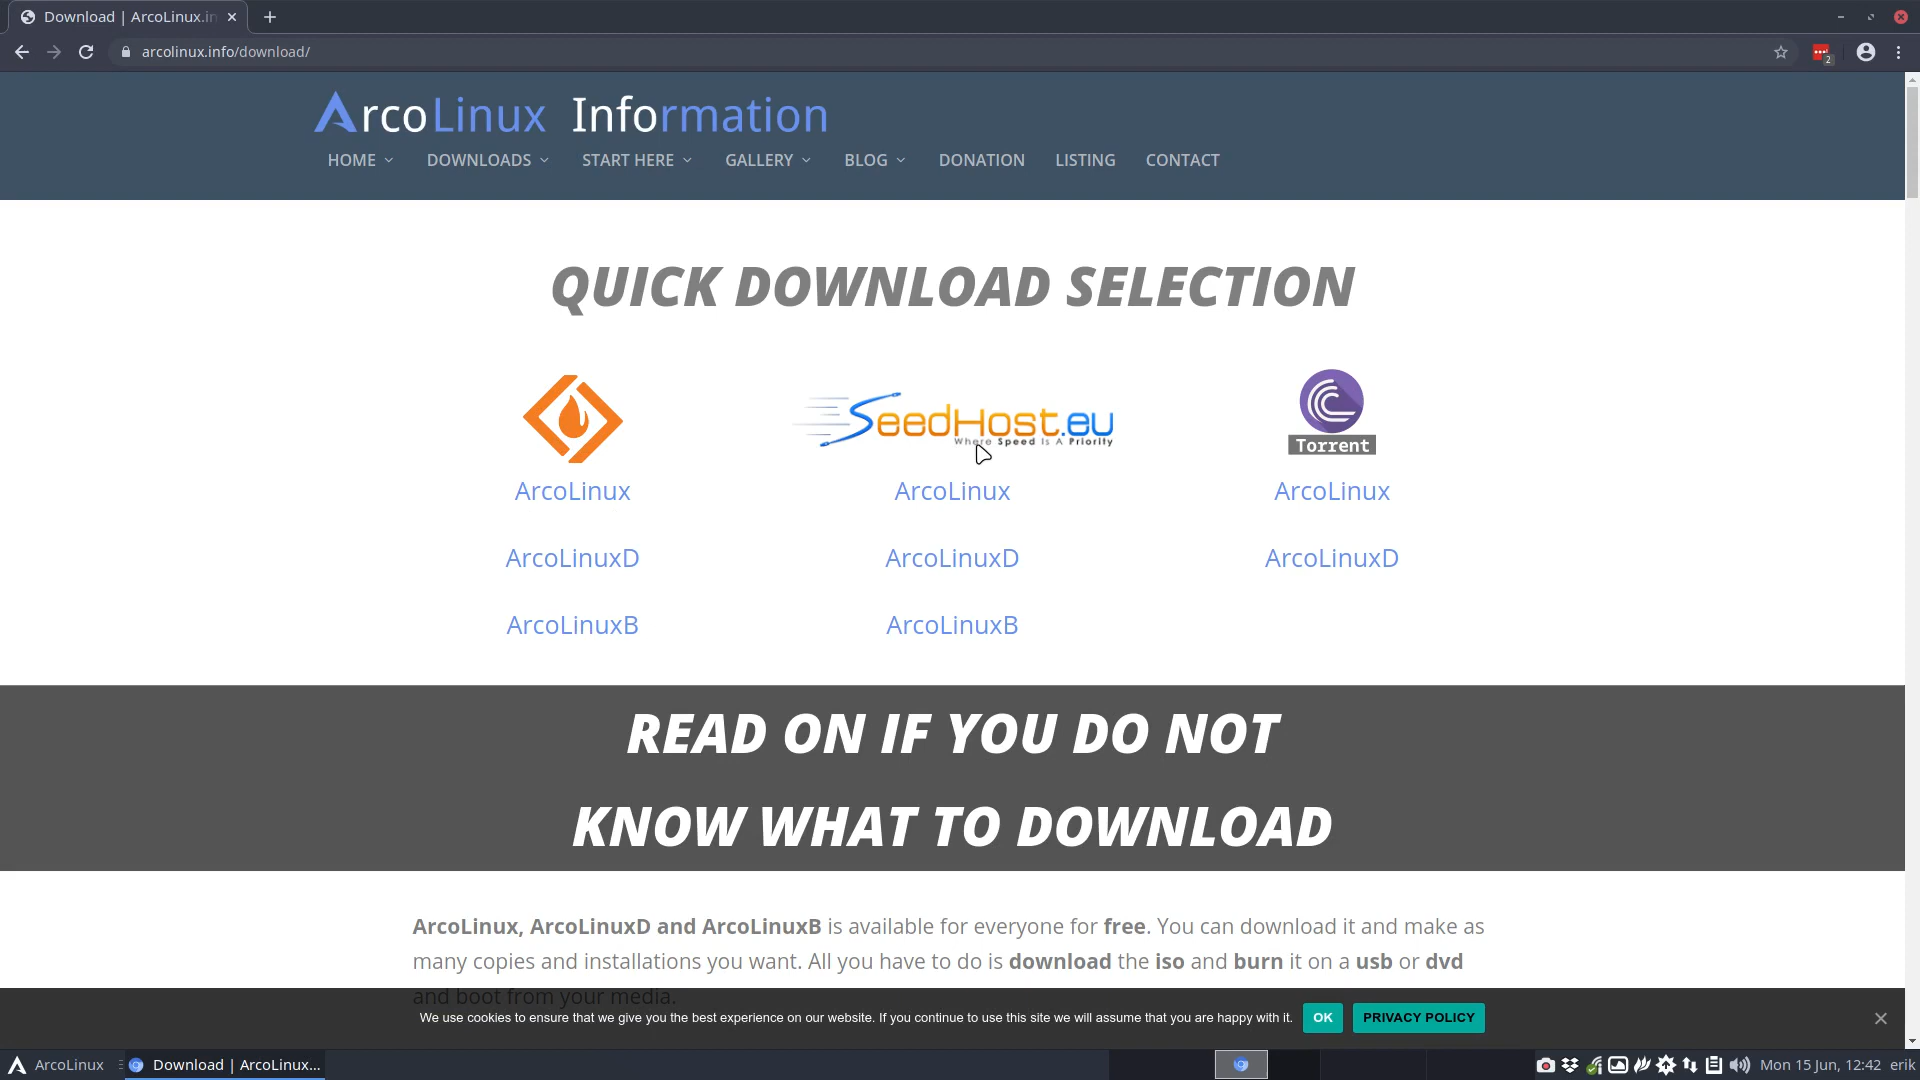 Download | ArcoLinux.in
arcolinux.info/download/
2
ArcoLinux Information
HOME DOWNLOADS START HERE GALLERY BLOG DONATION LISTING CONTACT
QUICK DOWNLOAD SELECTION
SeedHost.eu
Where Speed Is A Priority
Torrent
ArcoLinux ArcoLinux ArcoLinux
ArcoLinuxD ArcoLinuxD ArcoLinuxD
ArcoLinuxB ArcoLinuxB
READ ON IF YOU DO NOT
KNOW WHAT TO DOWNLOAD
ArcoLinux, ArcoLinuxD and ArcoLinuxB is available for everyone for free. You can download it and make as
many copies and installations you want. All you have to do is download the iso and burn it on a usb or dvd
and boot from your media.
We use cookies to ensure that we give you the best experience on our website. If you continue to use this site we will assume that you are happy with it. OK PRIVACY POLICY
ArcoLinux Download | ArcoLinux... Mon 15 Jun, 12:42 erik